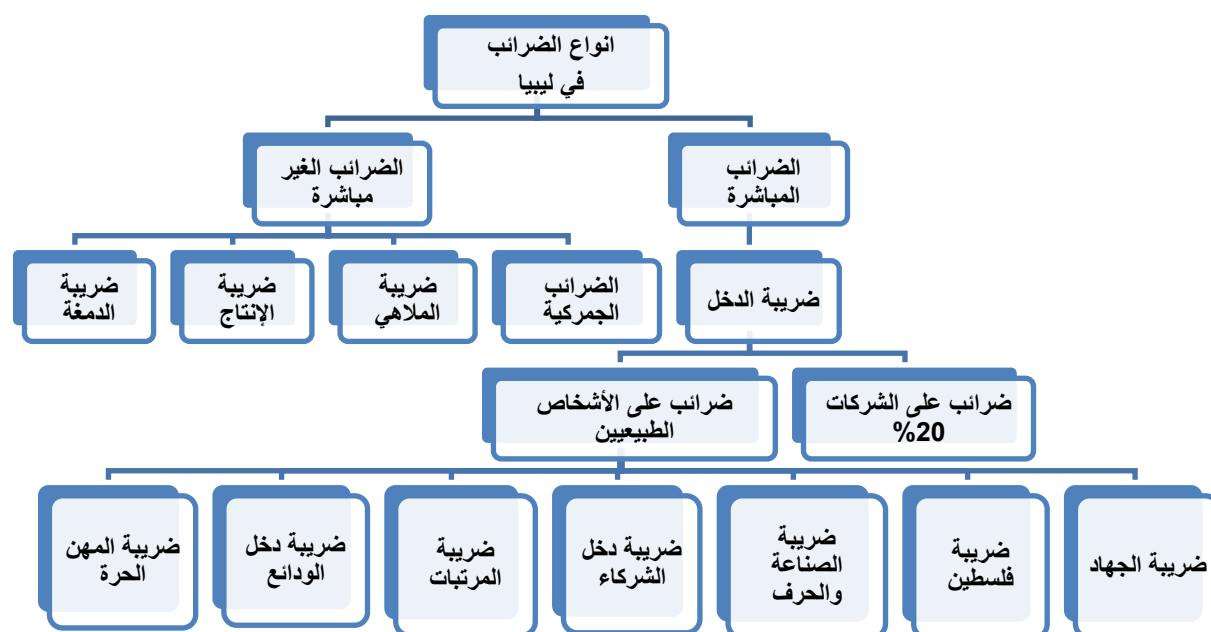 انواع الضرائب
في ليبيا
الضرائب
المباشرة
الضرائب الغير
مباشرة
ضريبة الدخل
الضرائب
الجمركية
ضريبة
الملاهي
ضريبة
الإنتاج
ضريبة
الدمغة
ضرائب على الشركات
20%
ضرائب على الأشخاص
الطبيعيين
ضريبة الجهاد
ضريبة
فلسطين
ضريبة
الصناعة
والحرف
ضريبة دخل
الشركاء
ضريبة
المرتبات
ضريبة دخل
الودائع
ضريبة المهن
الحرة